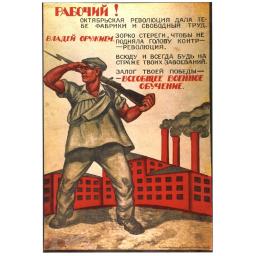 РАБОЧИЙ!
ОКТЯБРЬСКАЯ РЕВОЛЮЦИЯ ДАЛА ТЕ-
БЕ ФАБРИКИ И СВОБОДНЫЙ ТРУД.
ВЛАДЕЙ ОРУЖИЕМ: ЗОРКО СТЕРЕГИ, ЧТОБЫ НЕ
ПОДНЯЛА ГОЛОВУ КОНТР—
—РЕВОЛЮЦИЯ.
ВСЮДУ И ВСЕГДА БУДЬ НА
СТРАЖЕ ТВОИХ ЗАВОЕВАНИЙ.
ЗАЛОГ ТВОЕЙ ПОБЕДЫ—
—ВСЕОБЩЕЕ ВОЕННОЕ
ОБУЧЕНИЕ.